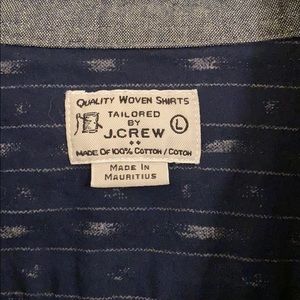 QUALITY WOVEN SHIRTS
TAILORED
BY
J.CREW
L
MADE OF 100% COTTON / COTON
MADE IN
MAURITIUS